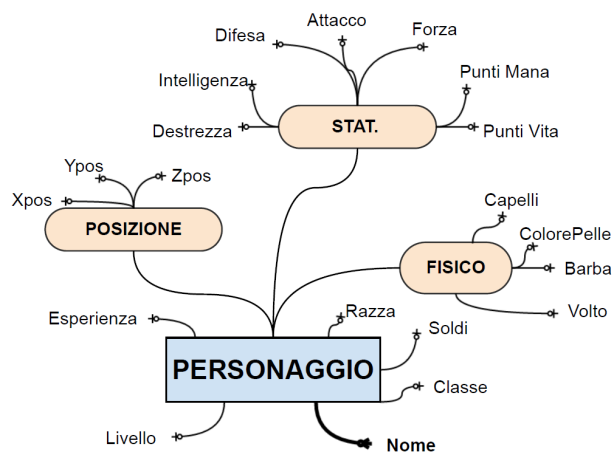 Attacco
Difesa
Forza
Intelligenza
Punti Mana
STAT.
Destrezza
Punti Vita
Ypos
Zpos
Xpos
POSIZIONE
Capelli
ColorePelle
FISICO
Barba
Volto
Esperienza
Razza
Soldi
PERSONAGGIO
Classe
Livello
Nome